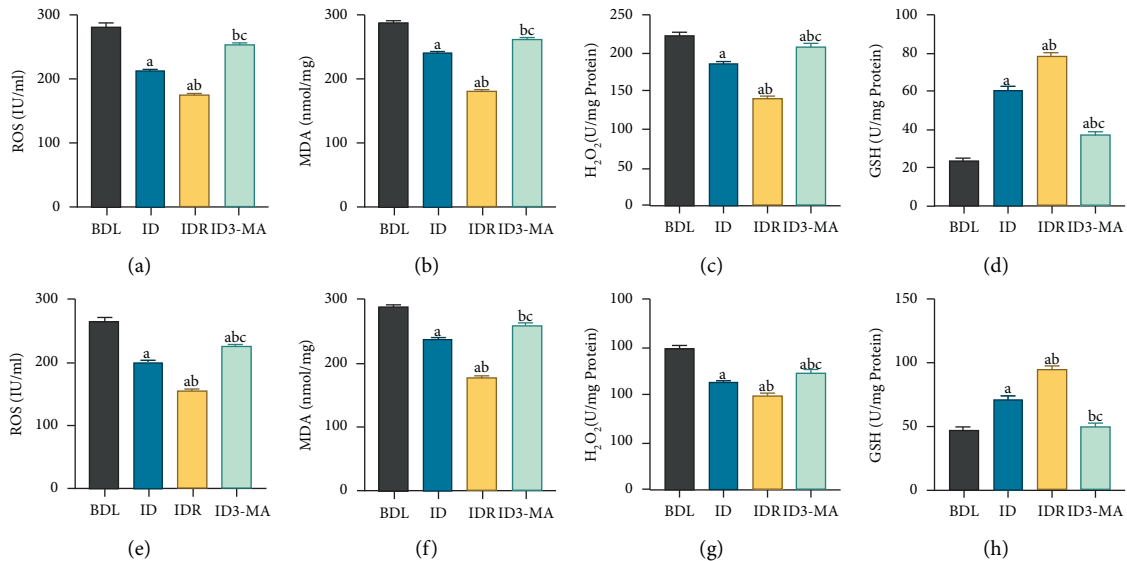 ROS (IU/ml)
300
200
100
0
a
ab
bc
BDL ID IDR ID3-MA
(a)
MDA (nmol/mg)
300
200
100
0
a
ab
bc
BDL ID IDR ID3-MA
(b)
H₂O₂(U/mg Protein)
250
200
150
100
50
0
a
ab
abc
BDL ID IDR ID3-MA
(c)
GSH (U/mg Protein)
100
80
60
40
20
0
a
ab
abc
BDL ID IDR ID3-MA
(d)
ROS (IU/ml)
300
200
100
0
a
ab
abc
BDL ID IDR ID3-MA
(e)
MDA (nmol/mg)
300
200
100
0
a
ab
bc
BDL ID IDR ID3-MA
(f)
H₂O₂(U/mg Protein)
100
100
100
100
0
a
ab
abc
BDL ID IDR ID3-MA
(g)
GSH (U/mg Protein)
150
100
50
0
a
ab
bc
BDL ID IDR ID3-MA
(h)